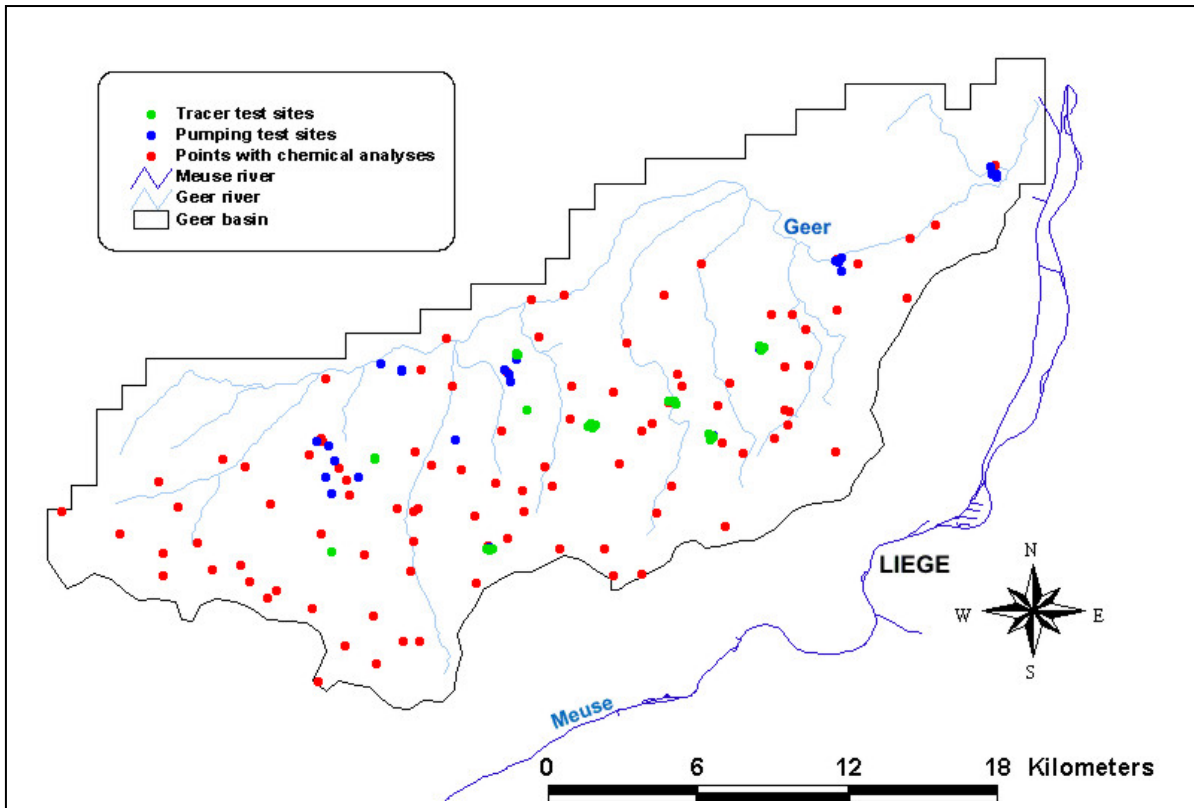 Tracer test sites
Pumping test sites
Points with chemical analyses
Meuse river
Geer river
Geer basin
Geer
LIEGE
N
W E
S
Meuse
0 6 12 18 Kilometers